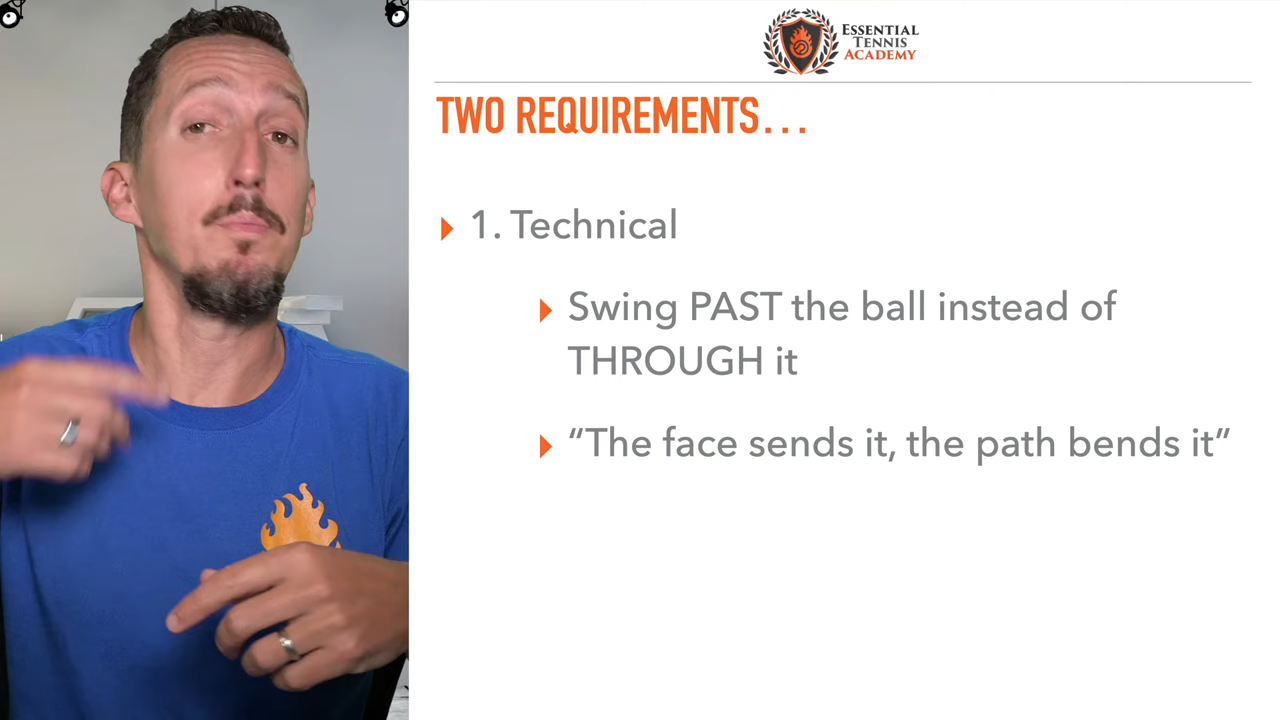 ESSENTIAL
TENNIS
ACADEMY
TWO REQUIREMENTS...
1. Technical
Swing PAST the ball instead of
THROUGH it
“The face sends it, the path bends it”